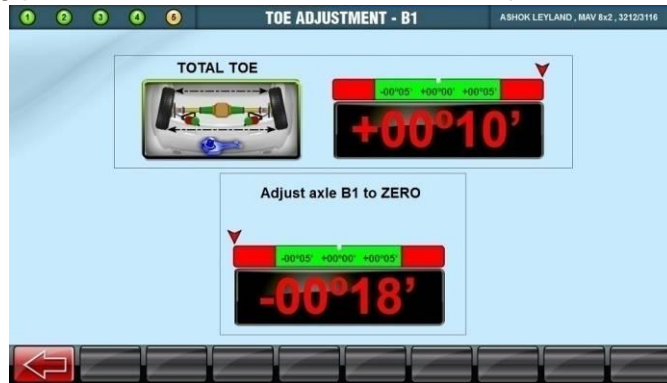 1 2 3 4 5
TOE ADJUSTMENT - B1
ASHOK LEYLAND , MAV 8x2 , 3212/3116
TOTAL TOE
-00°05' +00°00' +00°05'
+00°10'
Adjust axle B1 to ZERO
-00°05' +00°00' +00°05'
-00°18'